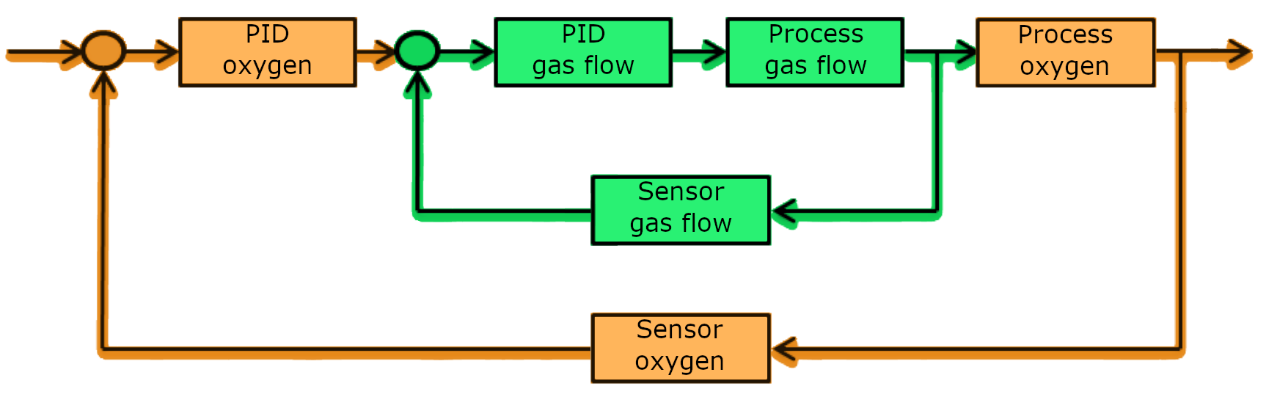 PID
oxygen
PID
gas flow
Process
gas flow
Process
oxygen
Sensor
gas flow
Sensor
oxygen